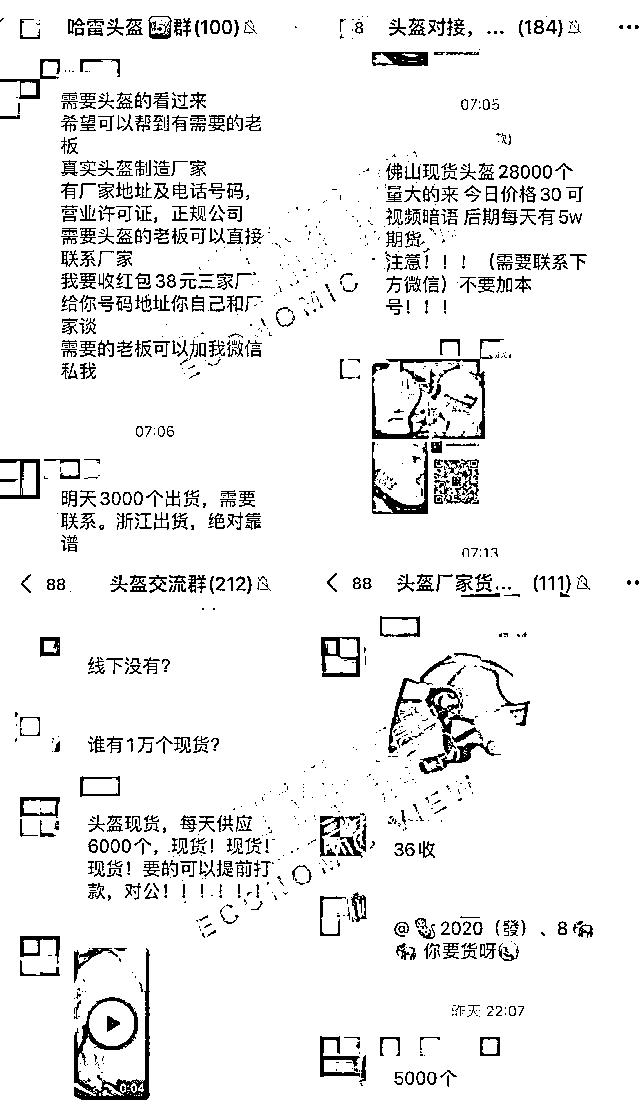 哈雷头盔 群(100)
需要头盔的看过来
希望可以帮到有需要的老
板
真实头盔制造厂家
有厂家地址及电话号码，
营业许可证，正规公司
需要头盔的老板可以直接
联系厂家
我要收红包38元三家厂
给你号码地址你自己和厂
家谈
需要的老板可以加我微信
私我
07:06
明天3000个出货，需要
联系。浙江出货，绝对靠
谱
8 头盔对接，... (184)
07:05
佛山现货头盔28000个
量大的来 今日价格30 可
视频暗语 后期每天有5w
期货
注意！！！（需要联系下
方微信）不要加本
号！！！
07:13
88 头盔交流群(212)
线下没有？
谁有1万个现货？
头盔现货，每天供应
6000个，现货！现货！
现货！要的可以提前打
款，对公！！！！！！
0:04
88 头盔厂家货... (111)
36收
@ 2020（發）、8
你要货呀
昨天 22:07
5000个
ECONOMIC
ECONOMIC VIEW